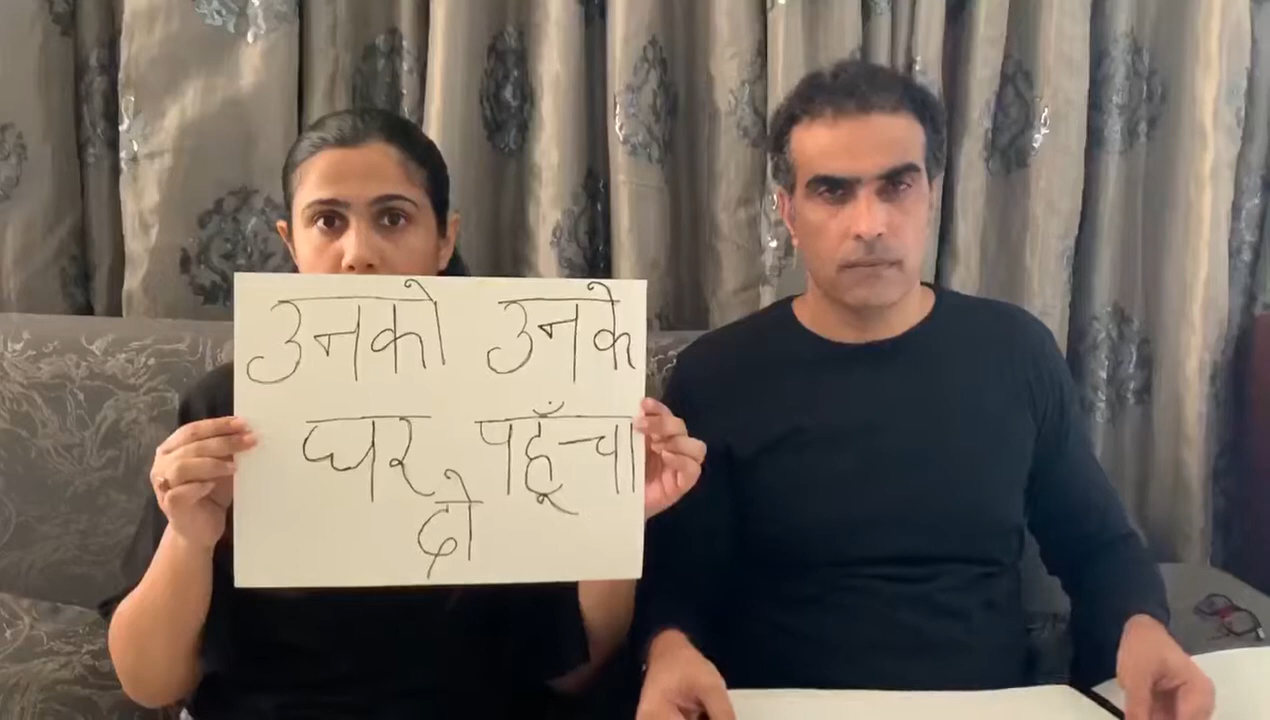 उनको उनके
घर पहूँचा
दो